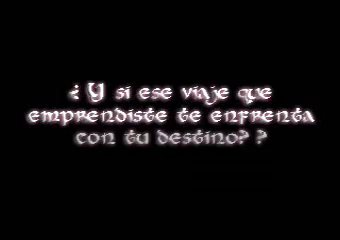 ¿ Y si ese viaje que
emprendiste te enfrenta
con tu destino? ?